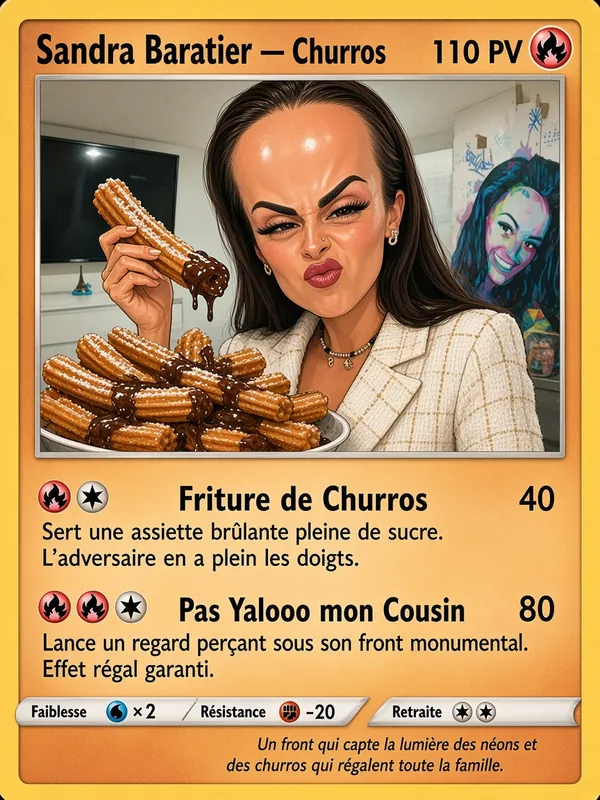 Sandra Baratier — Churros 110 PV
Friture de Churros 40
Sert une assiette brûlante pleine de sucre.
L'adversaire en a plein les doigts.
Pas Yalooo mon Cousin 80
Lance un regard perçant sous son front monumental.
Effet régal garanti.
Faiblesse ×2 Résistance -20 Retraite
Un front qui capte la lumière des néons et
des churros qui régalent toute la famille.